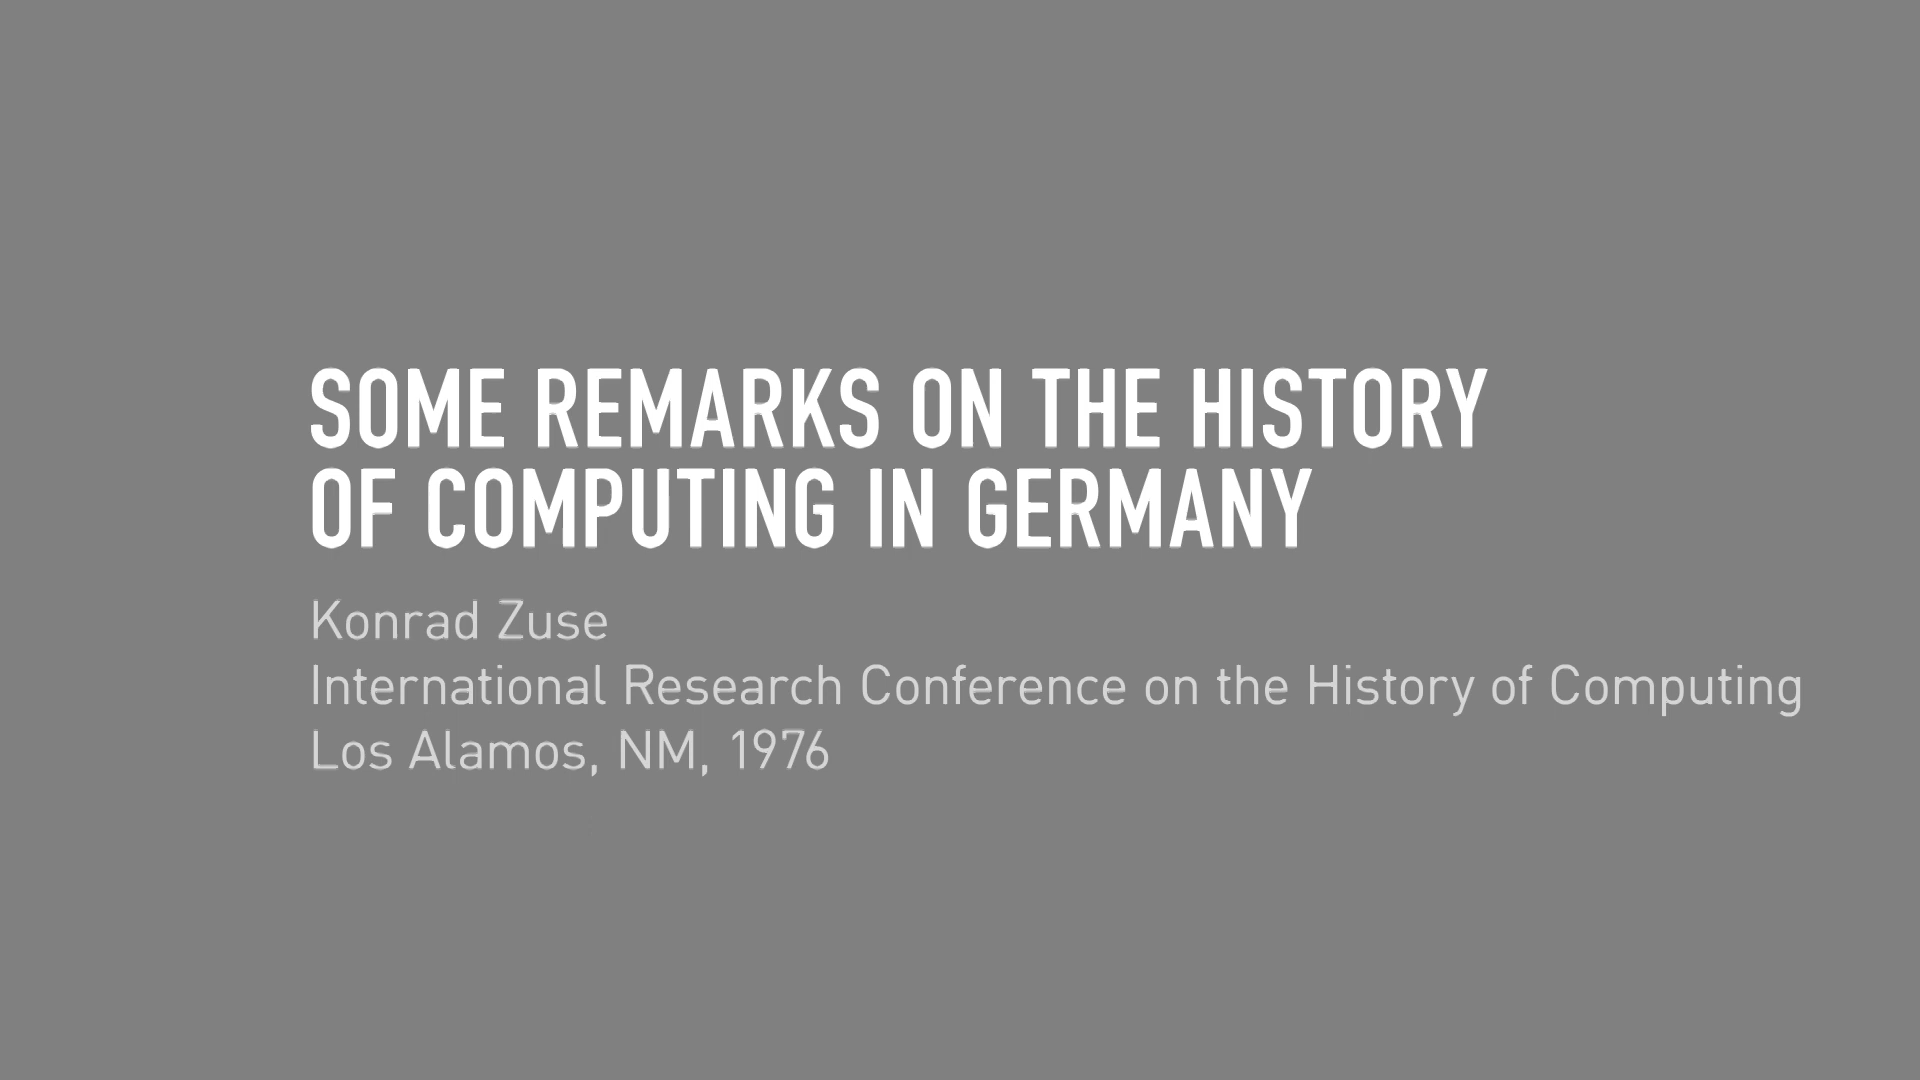 SOME REMARKS ON THE HISTORY
OF COMPUTING IN GERMANY
Konrad Zuse
International Research Conference on the History of Computing
Los Alamos, NM, 1976